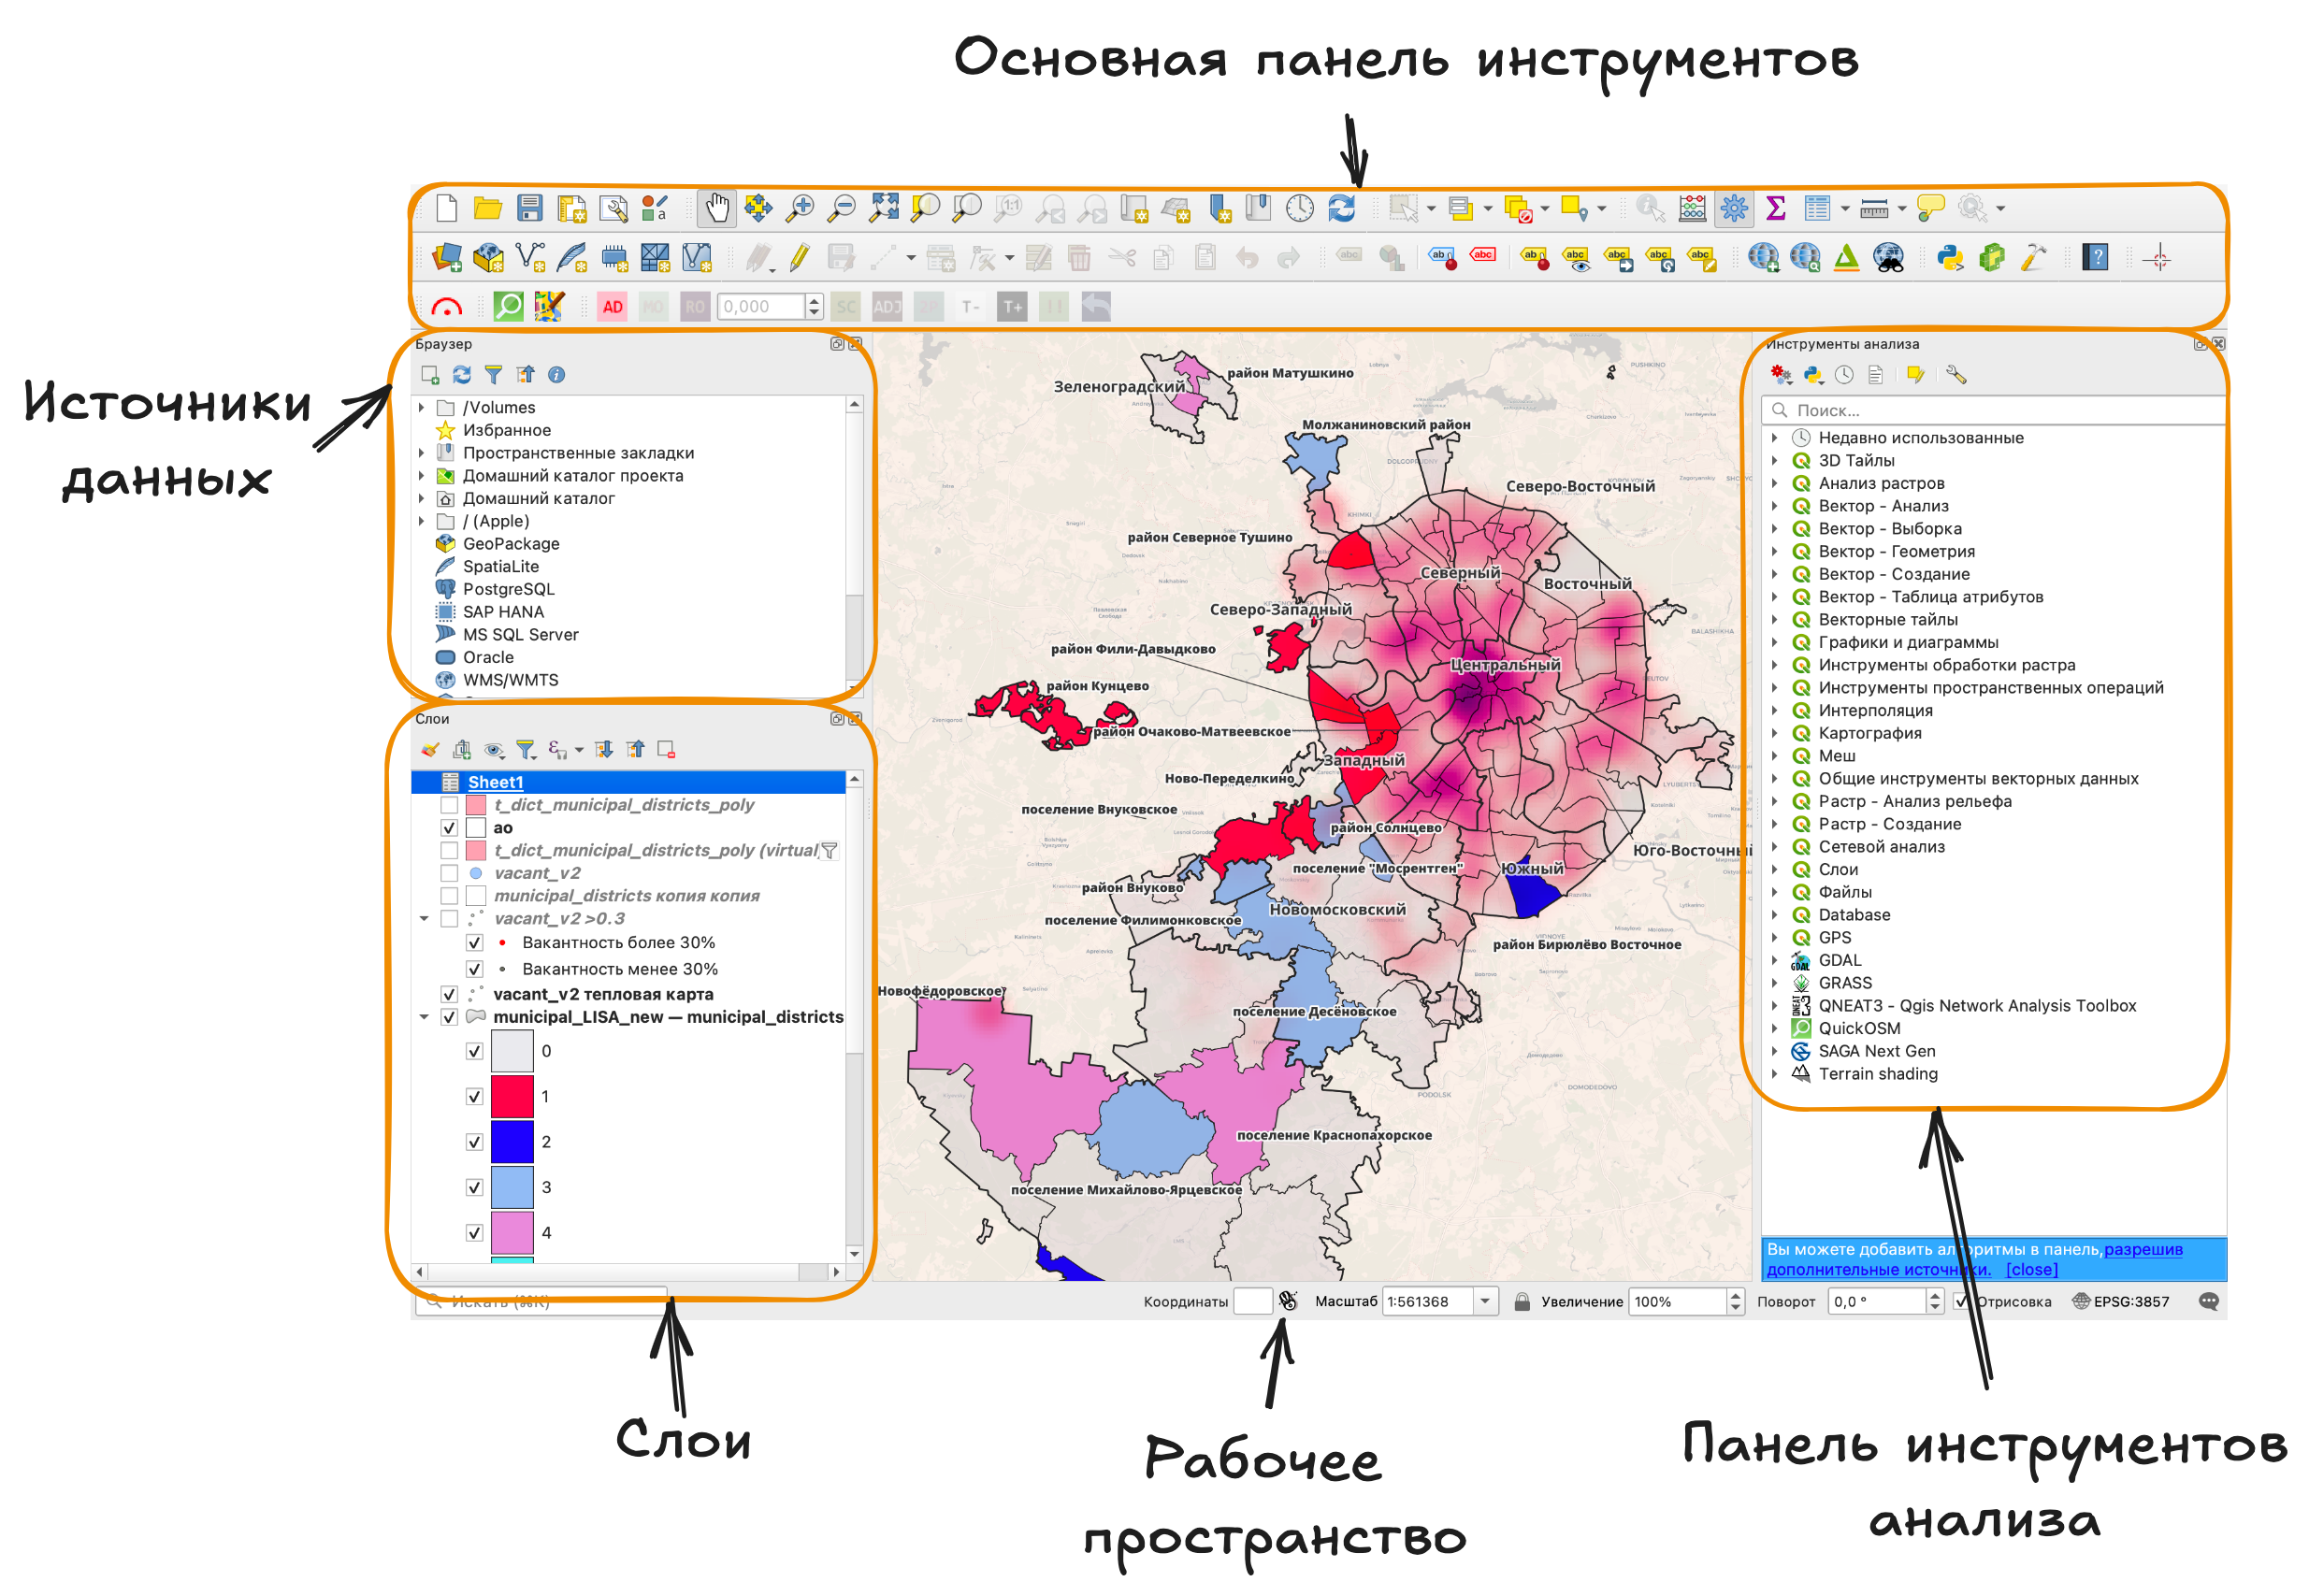 Основная панель инструментов
Источники
данных
0,000
AD MO RO SC ADJ 2P T- T+
Браузер
/Volumes
Избранное
Пространственные закладки
Домашний каталог проекта
Домашний каталог
/ (Apple)
GeoPackage
SpatiaLite
PostgreSQL
SAP HANA
MS SQL Server
Oracle
WMS/WMTS
Слои
Sheet1
t_dict_municipal_districts_poly
ao
t_dict_municipal_districts_poly (virtual
vacant_v2
municipal_districts копия копия
vacant_v2 >0.3
Вакантность более 30%
Вакантность менее 30%
vacant_v2 тепловая карта
municipal_LISA_new — municipal_districts
0
1
2
3
4
Искать (⌘K)
Зеленоградский
район Матушкино
Молжаниновский район
Северо-Восточный
район Северное Тушино
Северный
Восточный
Северо-Западный
район Фили-Давыдково
Центральный
район Кунцево
район Очаково-Матвеевское
Западный
Ново-Переделкино
поселение Внуковское
район Солнцево
Юго-Восточный
поселение "Мосрентген"
Южный
район Внуково
Новомосковский
поселение Филимонковское
район Бирюлёво Восточное
Новофёдоровское
поселение Десёновское
поселение Краснопахорское
поселение Михайлово-Ярцевское
PUSHKINO
KHIMKI
BALASHIKHA
PODOLSK
DOMODEDOVO
Инструменты анализа
Поиск...
Недавно использованные
3D Тайлы
Анализ растров
Вектор - Анализ
Вектор - Выборка
Вектор - Геометрия
Вектор - Создание
Вектор - Таблица атрибутов
Векторные тайлы
Графики и диаграммы
Инструменты обработки растра
Инструменты пространственных операций
Интерполяция
Картография
Меш
Общие инструменты векторных данных
Растр - Анализ рельефа
Растр - Создание
Сетевой анализ
Слои
Файлы
Database
GPS
GDAL
GRASS
QNEAT3 - Qgis Network Analysis Toolbox
QuickOSM
SAGA Next Gen
Terrain shading
Вы можете добавить алгоритмы в панель,разрешив
дополнительные источники. [close]
Координаты Масштаб 1:561368 Увеличение 100% Поворот 0,0 ° Отрисовка EPSG:3857
Слои
Рабочее
пространство
Панель инструментов
анализа